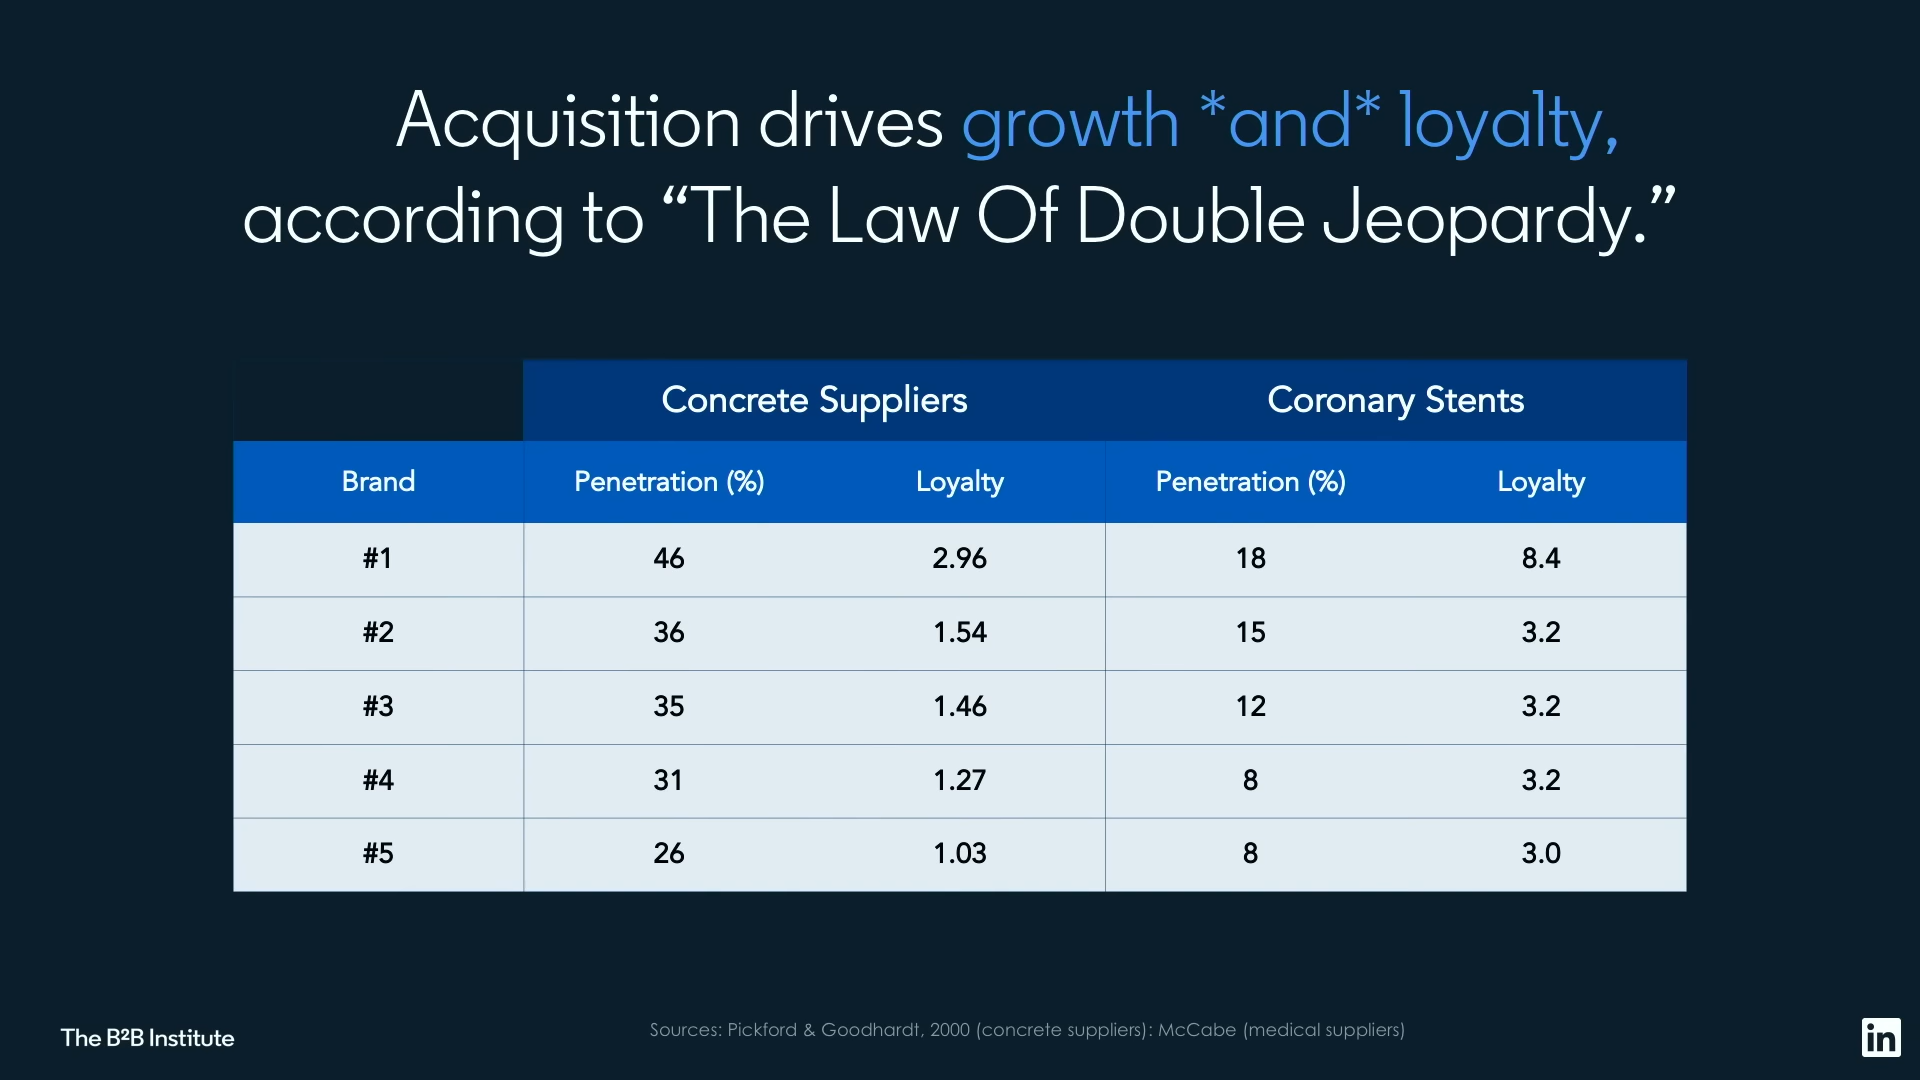 Acquisition drives growth *and* loyalty,
according to “The Law Of Double Jeopardy.”
Concrete Suppliers Coronary Stents
Brand Penetration (%) Loyalty Penetration (%) Loyalty
#1 46 2.96 18 8.4
#2 36 1.54 15 3.2
#3 35 1.46 12 3.2
#4 31 1.27 8 3.2
#5 26 1.03 8 3.0
Sources: Pickford & Goodhardt, 2000 (concrete suppliers): McCabe (medical suppliers)
The B²B Institute
in